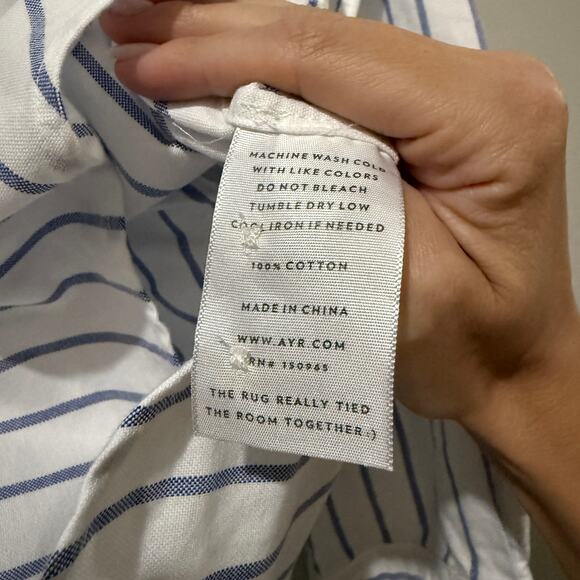 MACHINE WASH COLD
WITH LIKE COLORS
DO NOT BLEACH
TUMBLE DRY LOW
COOL IRON IF NEEDED
100% COTTON
MADE IN CHINA
WWW.AYR.COM
RN# 150965
THE RUG REALLY TIED
THE ROOM TOGETHER :)